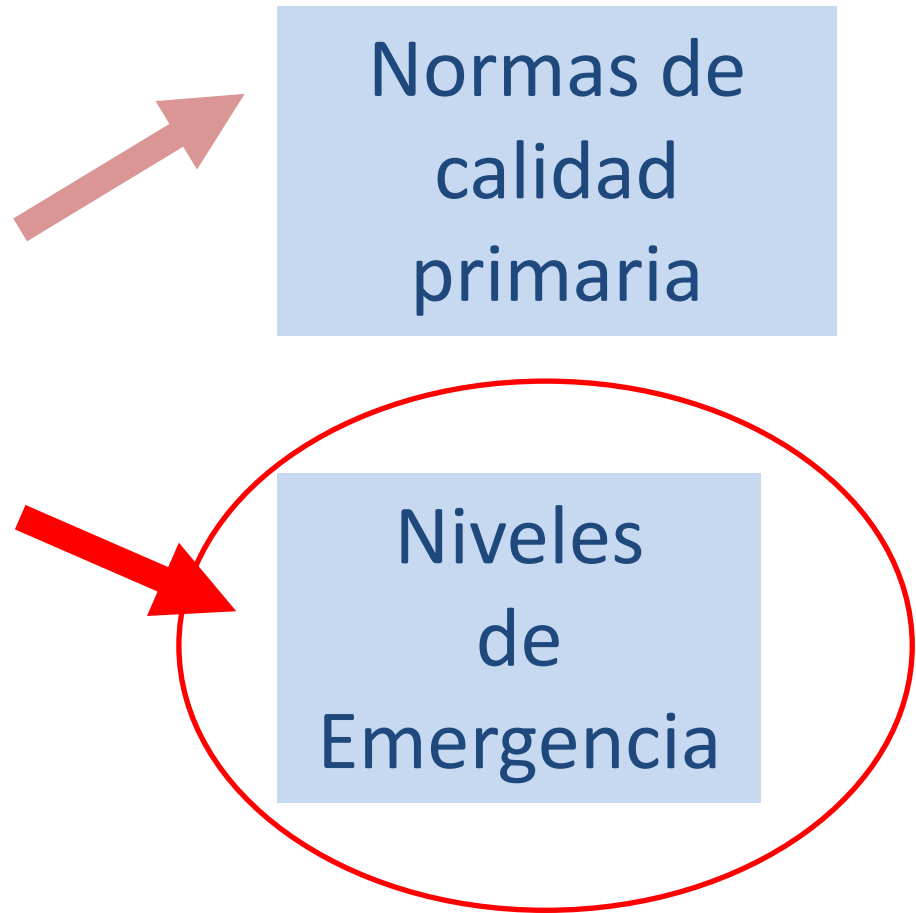 Normas de
calidad
primaria
Niveles
de
Emergencia